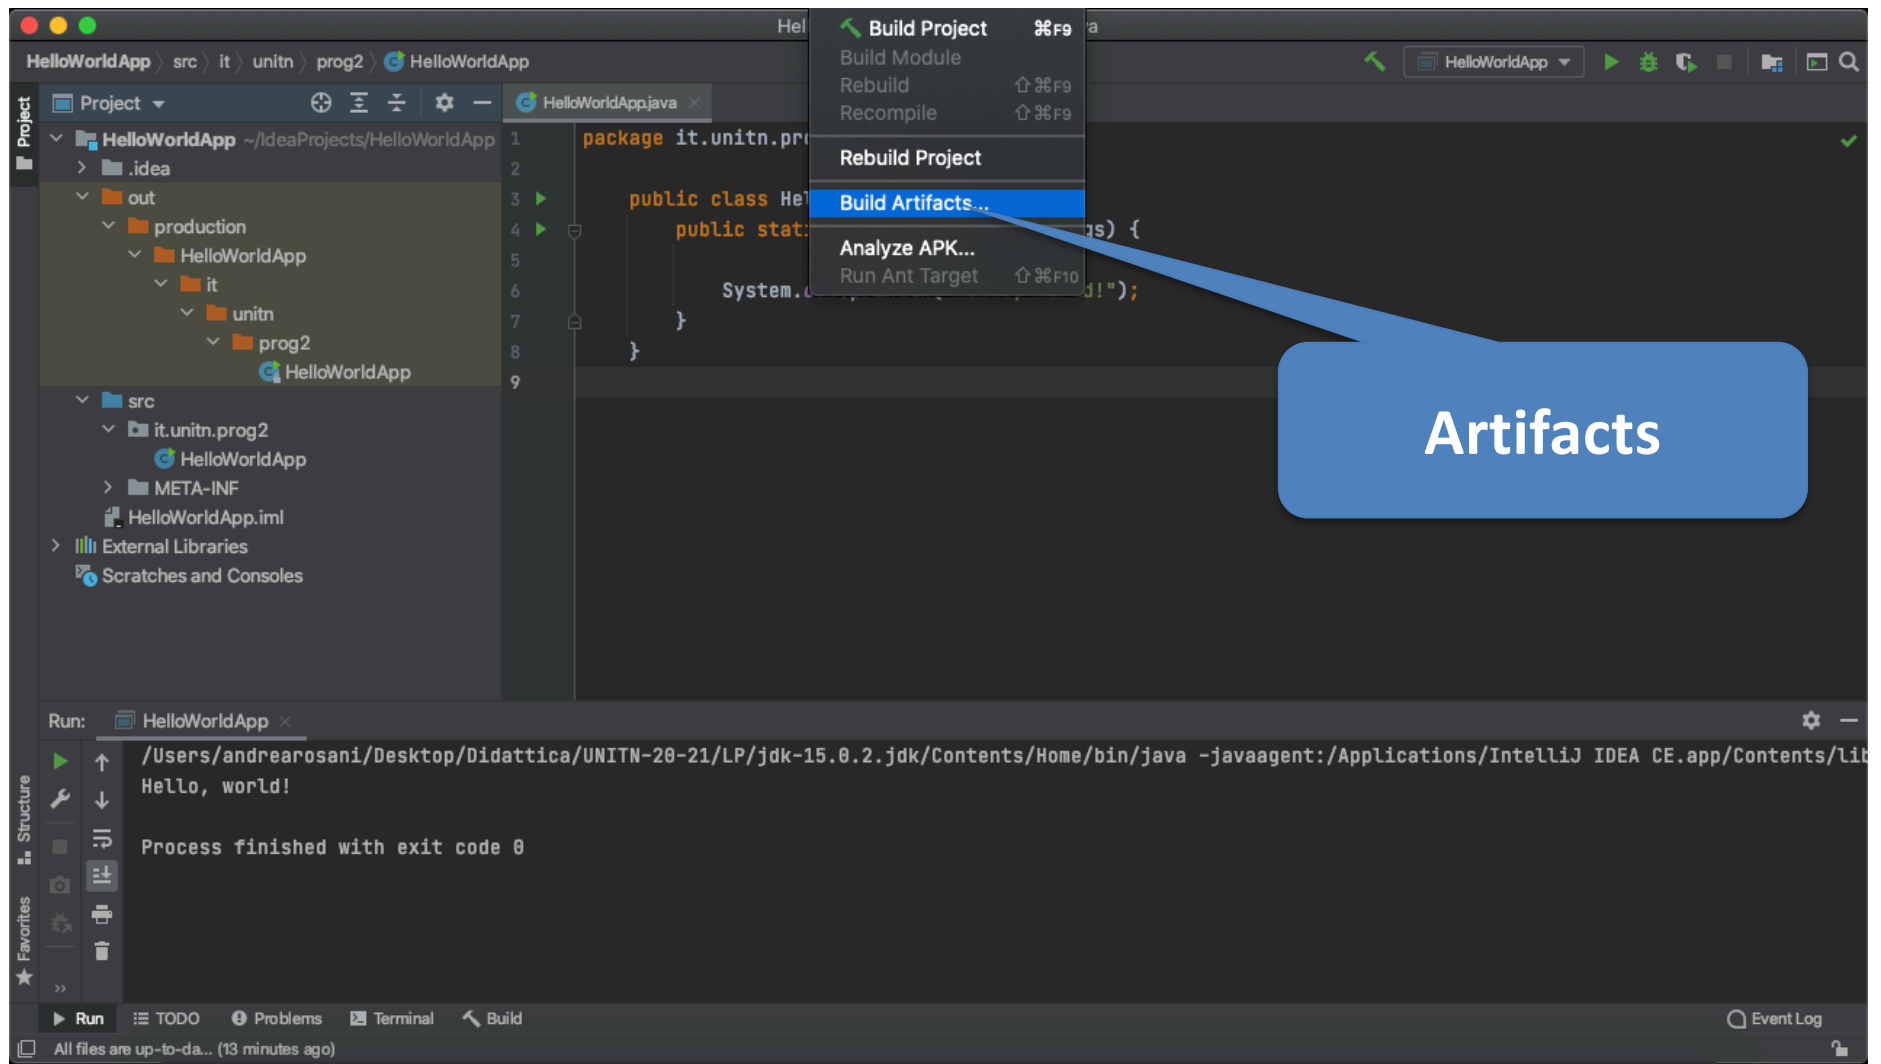 Hel
a
Build Project ⌘F9
Build Module
Rebuild ⇧⌘F9
Recompile ⇧⌘F9
Rebuild Project
Build Artifacts...
Analyze APK...
Run Ant Target ⇧⌘F10
HelloWorldApp 〉 src 〉 it 〉 unitn 〉 prog2 〉 HelloWorldApp
HelloWorldApp
Project
Project
HelloWorldApp ~/IdeaProjects/HelloWorldApp
.idea
out
production
HelloWorldApp
it
unitn
prog2
HelloWorldApp
src
it.unitn.prog2
HelloWorldApp
META-INF
HelloWorldApp.iml
External Libraries
Scratches and Consoles
HelloWorldApp.java
1 package it.unitn.pro
2
3 public class Hel
4 public stati gs) {
5
6 System. d!");
7 }
8 }
9
Artifacts
Run: HelloWorldApp
/Users/andrearosani/Desktop/Didattica/UNITN-20-21/LP/jdk-15.0.2.jdk/Contents/Home/bin/java -javaagent:/Applications/IntelliJ IDEA CE.app/Contents/lib
Hello, world!
Process finished with exit code 0
Structure
Favorites
Run TODO Problems Terminal Build Event Log
All files are up-to-da... (13 minutes ago)